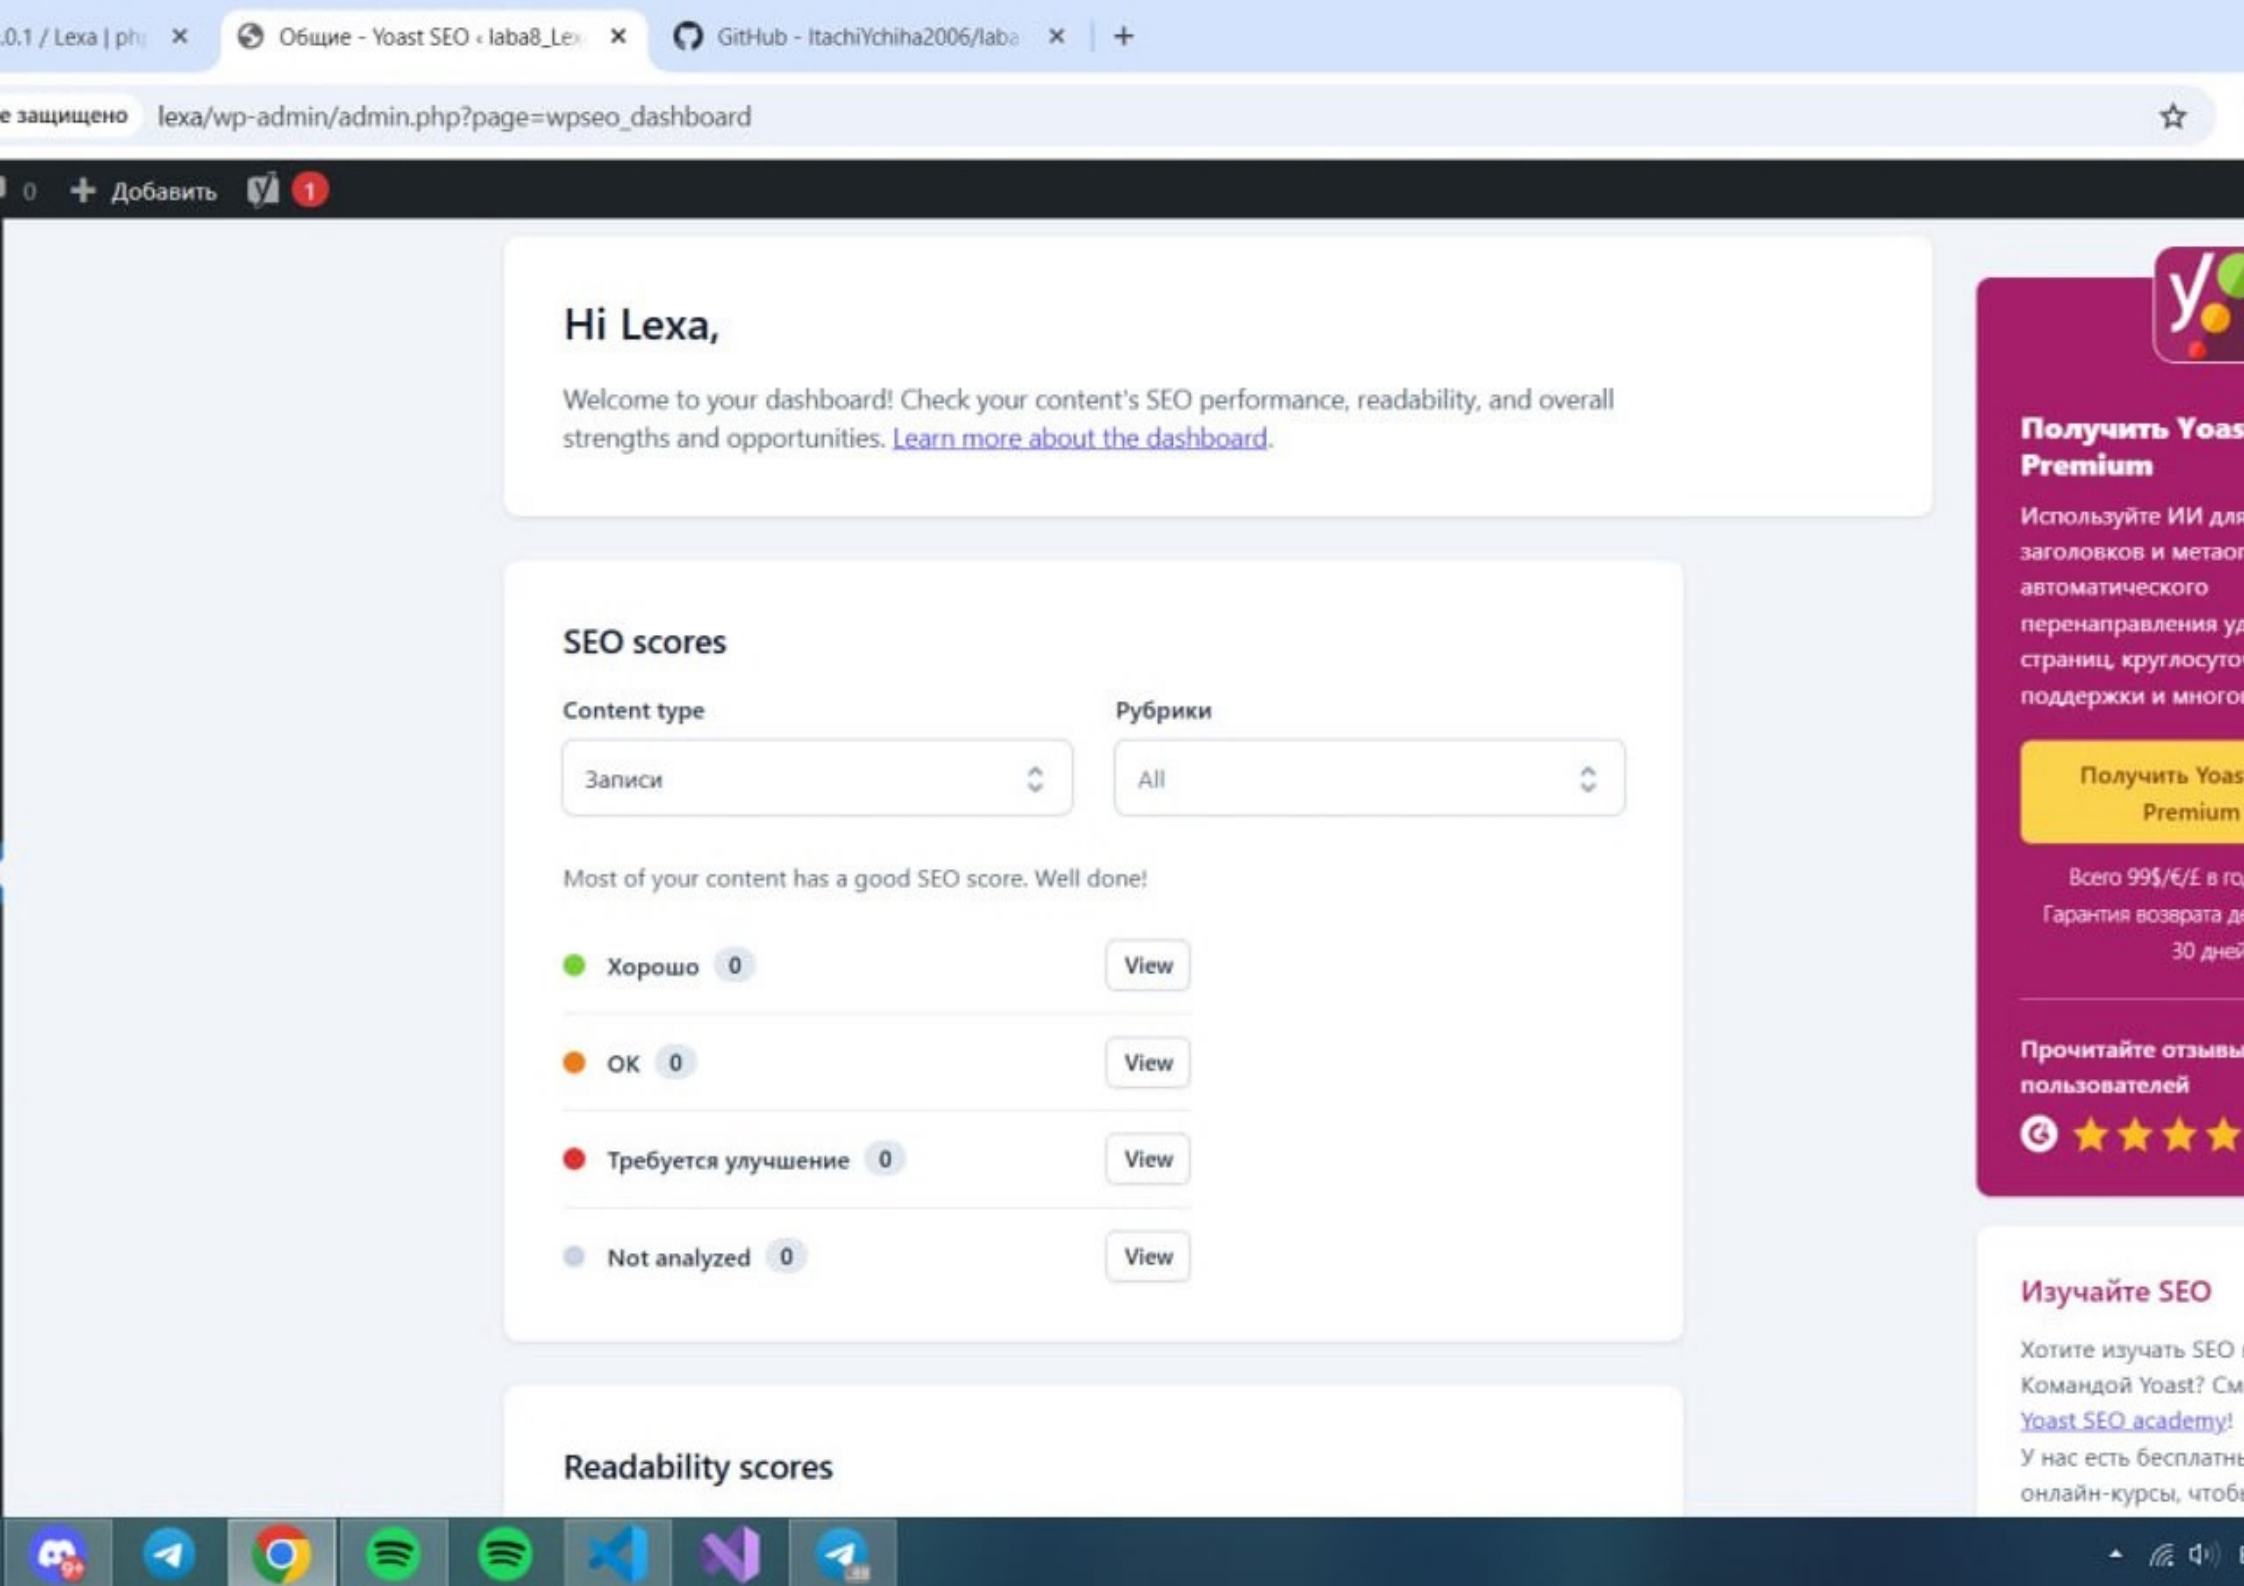 .0.1 / Lexa | ph
Общие - Yoast SEO ‹ laba8_Lex
GitHub - ItachiYchiha2006/laba
е защищено
lexa/wp-admin/admin.php?page=wpseo_dashboard
0
Добавить
1
Hi Lexa,
Welcome to your dashboard! Check your content's SEO performance, readability, and overall
strengths and opportunities. Learn more about the dashboard.
SEO scores
Content type
Рубрики
Записи
All
Most of your content has a good SEO score. Well done!
Хорошо 0
View
OK 0
View
Требуется улучшение 0
View
Not analyzed 0
View
Readability scores
Получить Yoas
Premium
Используйте ИИ для
заголовков и метаоп
автоматического
перенаправления уд
страниц, круглосуто
поддержки и много
Получить Yoas
Premium
Всего 99$/€/£ в го
Гарантия возврата де
30 дней
Прочитайте отзывы
пользователей
Изучайте SEO
Хотите изучать SEO
Командой Yoast? См
Yoast SEO academy!
У нас есть бесплатны
онлайн-курсы, чтобы
9+